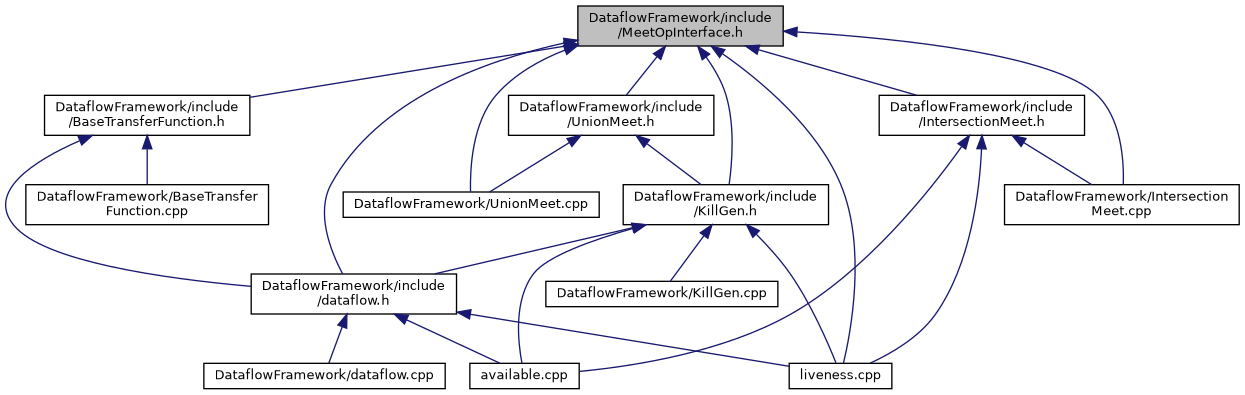 DataflowFramework/include
/MeetOpInterface.h
DataflowFramework/include
/BaseTransferFunction.h
DataflowFramework/include
/UnionMeet.h
DataflowFramework/include
/IntersectionMeet.h
DataflowFramework/BaseTransfer
Function.cpp
DataflowFramework/UnionMeet.cpp
DataflowFramework/include
/KillGen.h
DataflowFramework/Intersection
Meet.cpp
DataflowFramework/include
/dataflow.h
DataflowFramework/KillGen.cpp
DataflowFramework/dataflow.cpp
available.cpp
liveness.cpp